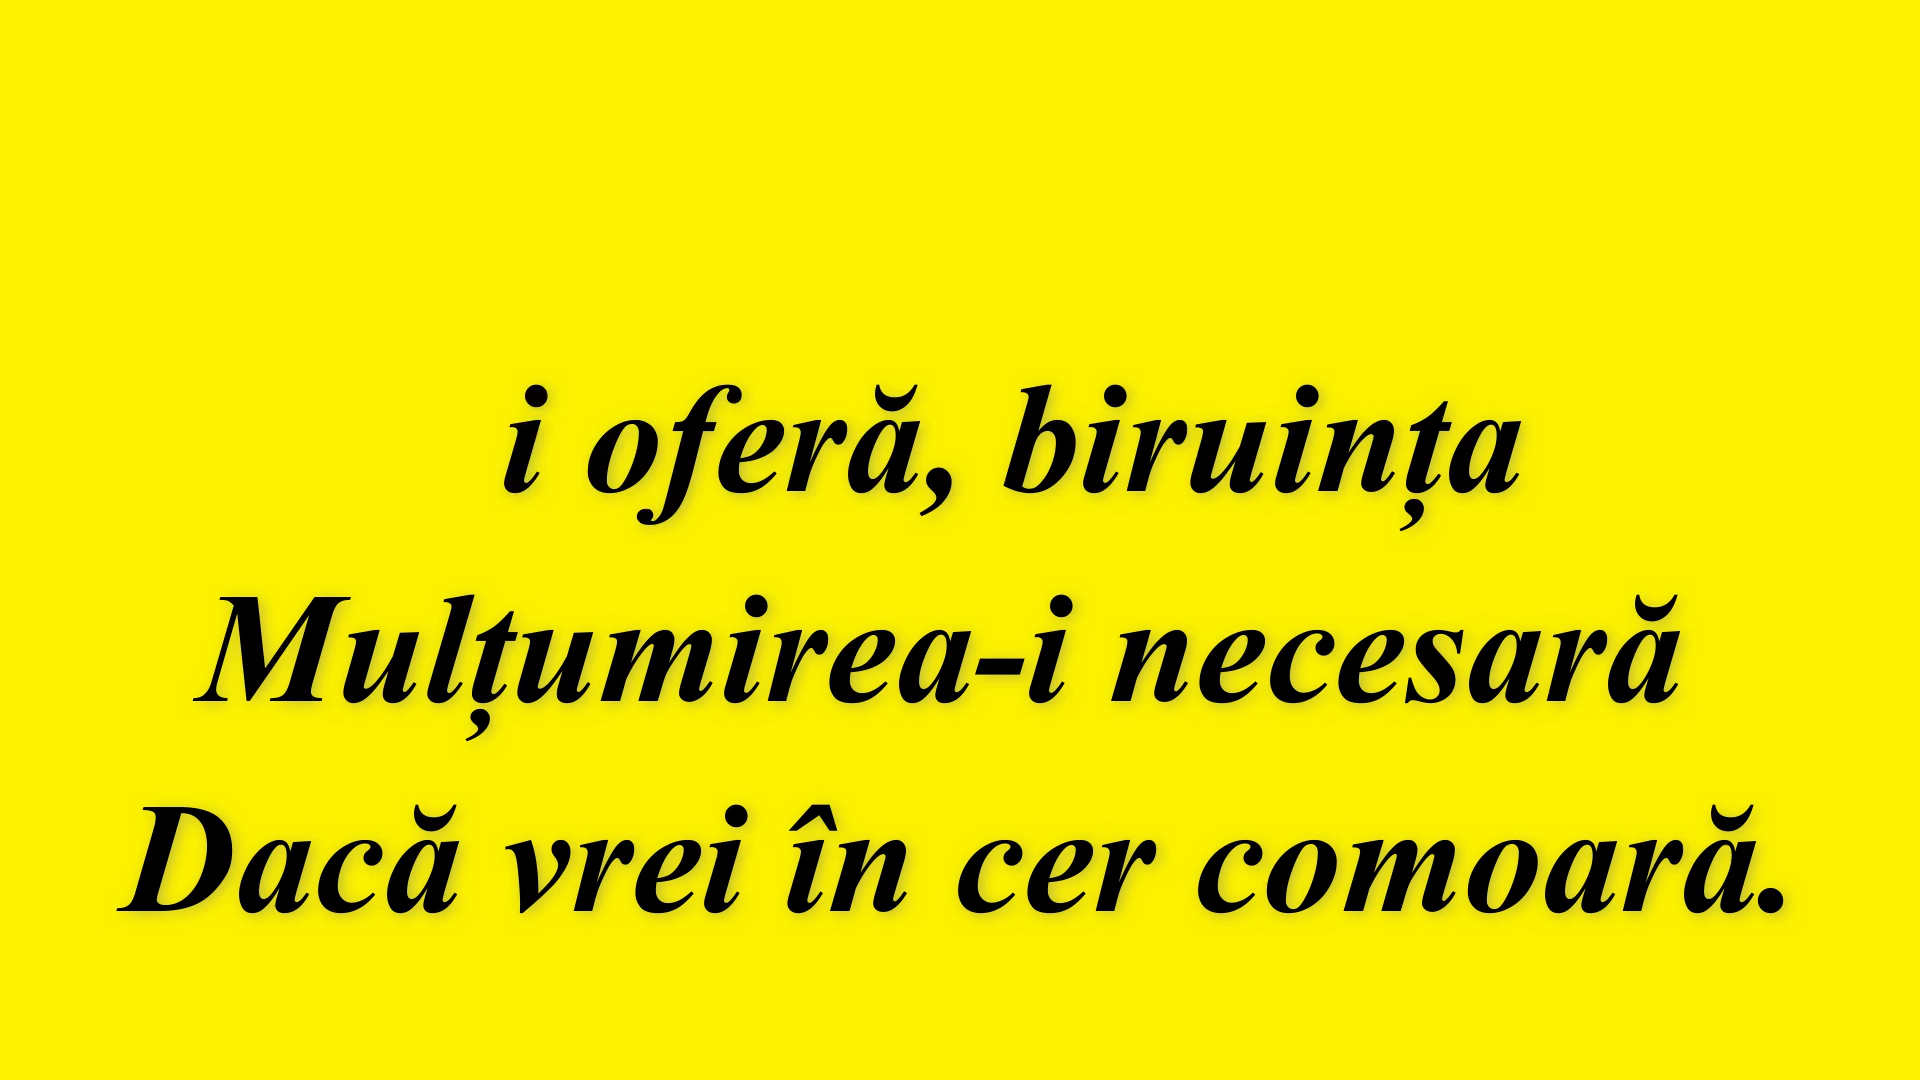 i oferă, biruința
Mulțumirea-i necesară
Dacă vrei în cer comoară.